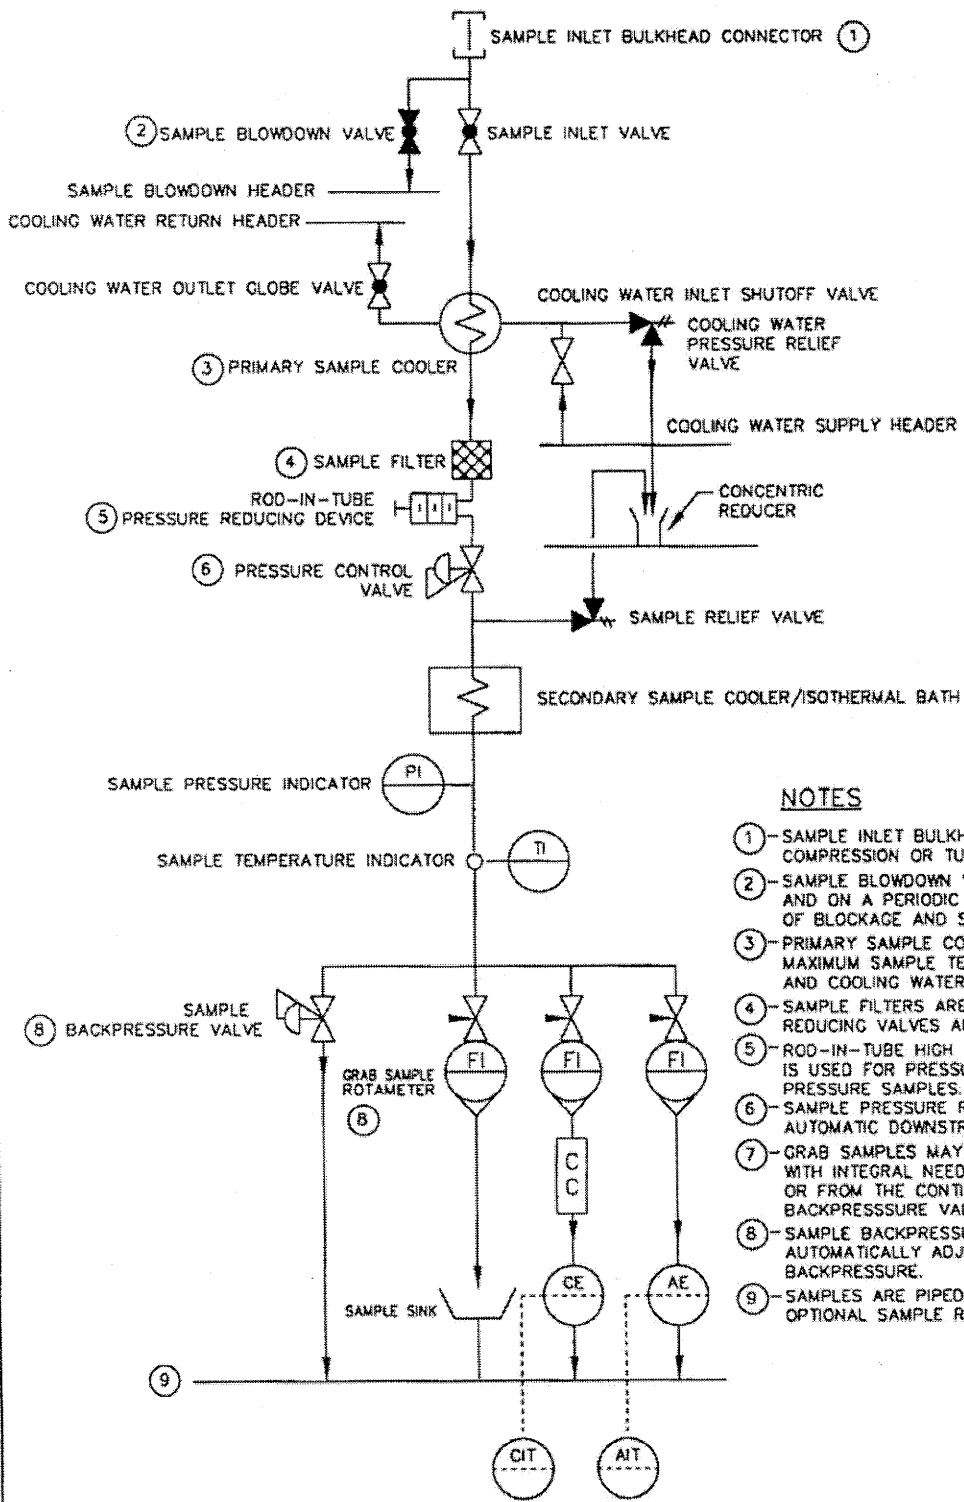 SAMPLE INLET BULKHEAD CONNECTOR 1
2 SAMPLE BLOWDOWN VALVE
SAMPLE INLET VALVE
SAMPLE BLOWDOWN HEADER
COOLING WATER RETURN HEADER
COOLING WATER OUTLET GLOBE VALVE
COOLING WATER INLET SHUTOFF VALVE
COOLING WATER
PRESSURE RELIEF
VALVE
3 PRIMARY SAMPLE COOLER
COOLING WATER SUPPLY HEADER
4 SAMPLE FILTER
ROD-IN-TUBE
5 PRESSURE REDUCING DEVICE
CONCENTRIC
REDUCER
6 PRESSURE CONTROL
VALVE
SAMPLE RELIEF VALVE
SECONDARY SAMPLE COOLER/ISOTHERMAL BATH
SAMPLE PRESSURE INDICATOR
PI
SAMPLE TEMPERATURE INDICATOR
TI
SAMPLE
8 BACKPRESSURE VALVE
GRAB SAMPLE
ROTAMETER
8
FI
FI
FI
C
C
SAMPLE SINK
CE
AE
9
CIT
AIT
NOTES
1 - SAMPLE INLET BULKH
COMPRESSION OR TU
2 - SAMPLE BLOWDOWN
AND ON A PERIODIC
OF BLOCKAGE AND S
3 - PRIMARY SAMPLE CO
MAXIMUM SAMPLE TE
AND COOLING WATER
4 - SAMPLE FILTERS ARE
REDUCING VALVES A
5 - ROD-IN-TUBE HIGH
IS USED FOR PRESSU
PRESSURE SAMPLES.
6 - SAMPLE PRESSURE R
AUTOMATIC DOWNSTR
7 - GRAB SAMPLES MAY
WITH INTEGRAL NEED
OR FROM THE CONTI
BACKPRESSSURE VAL
8 - SAMPLE BACKPRESSU
AUTOMATICALLY ADJ
BACKPRESSURE.
9 - SAMPLES ARE PIPED
OPTIONAL SAMPLE R